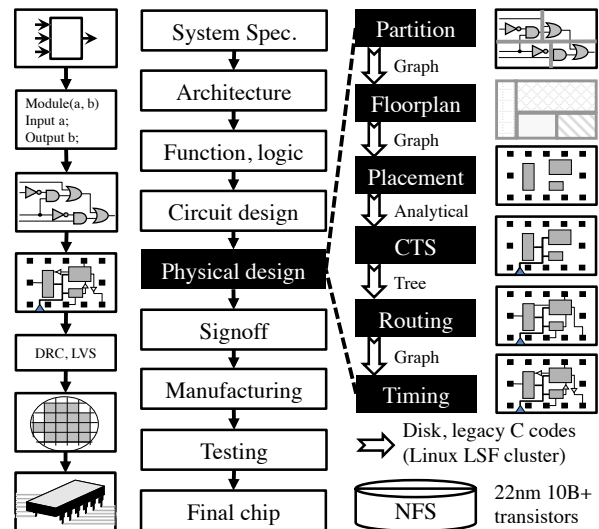 Module(a, b)
Input a;
Output b;
DRC, LVS
System Spec.
Architecture
Function, logic
Circuit design
Physical design
Signoff
Manufacturing
Testing
Final chip
Partition
Graph
Floorplan
Graph
Placement
Analytical
CTS
Tree
Routing
Graph
Timing
Disk, legacy C codes
(Linux LSF cluster)
NFS
22nm 10B+
transistors